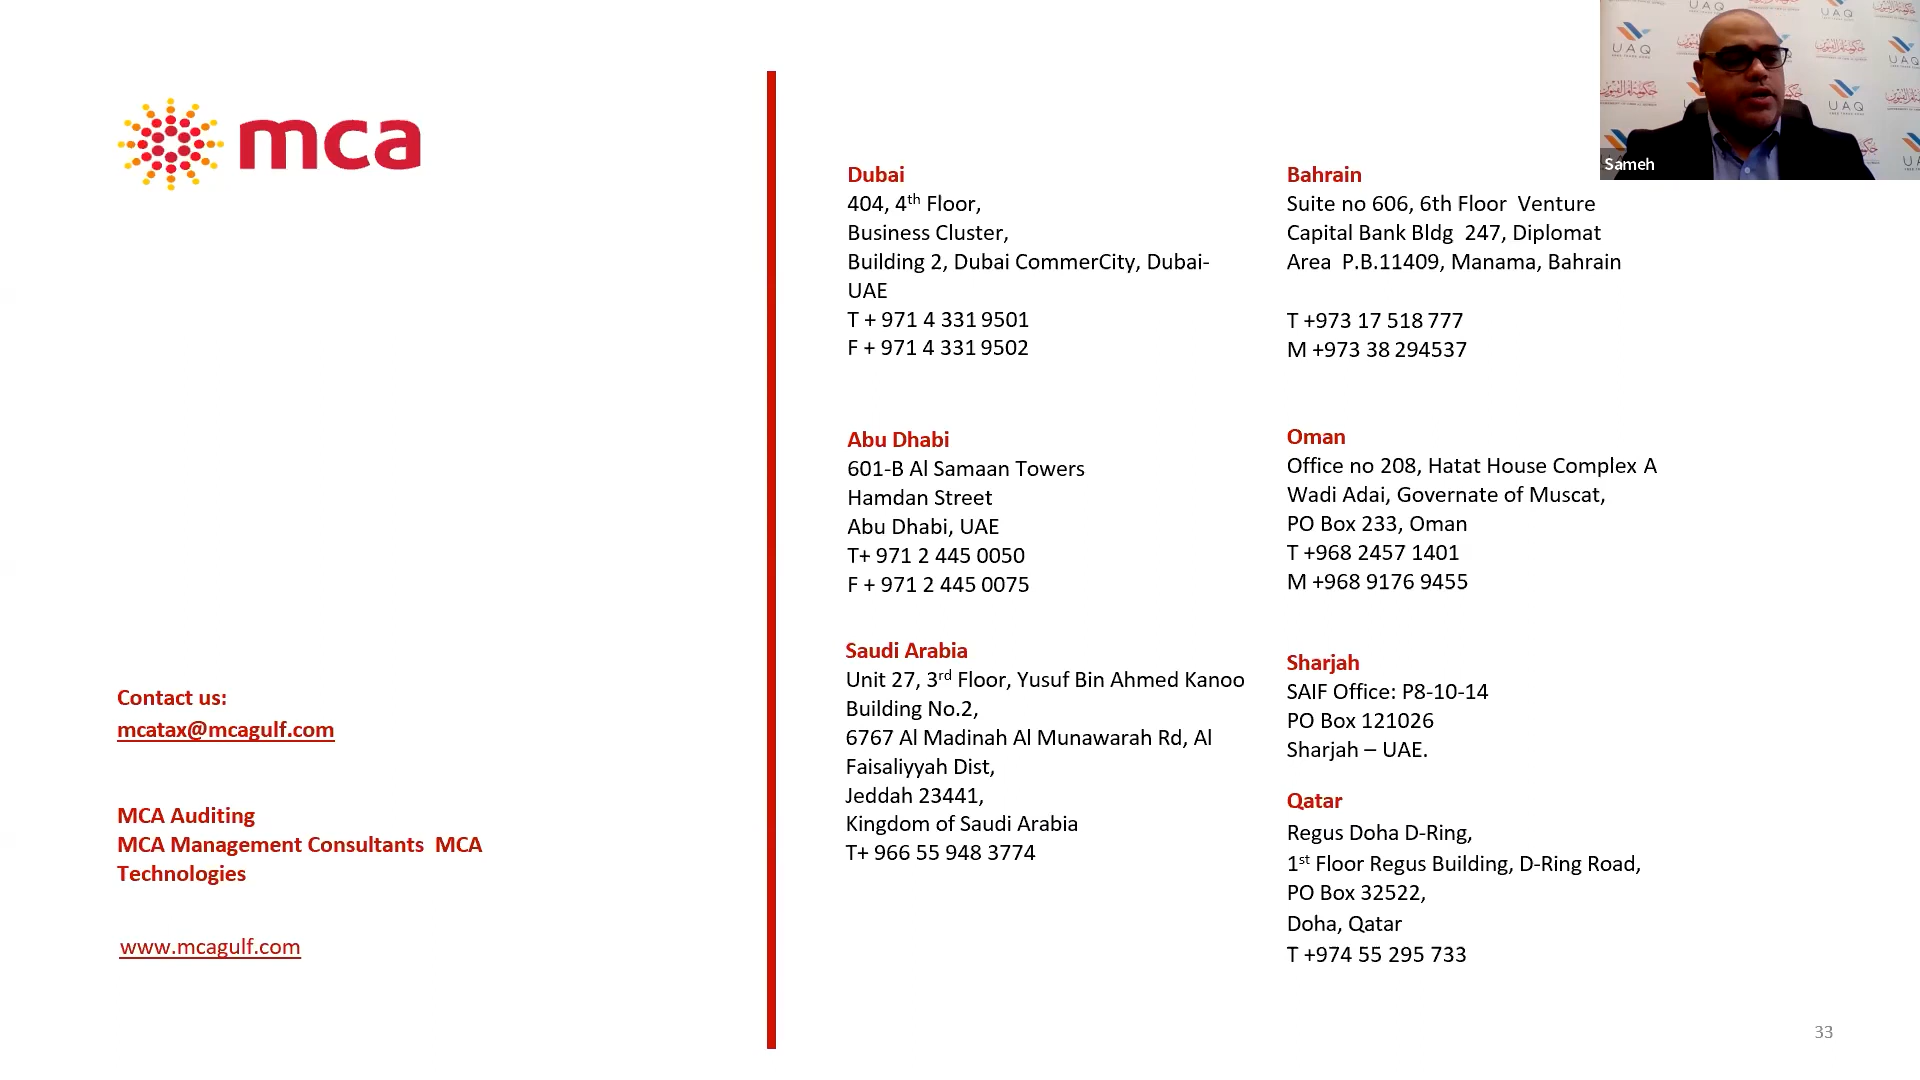 mca
Contact us:
mcatax@mcagulf.com
MCA Auditing
MCA Management Consultants  MCA
Technologies
www.mcagulf.com
Dubai
404, 4th Floor,
Business Cluster,
Building 2, Dubai CommerCity, Dubai-
UAE
T + 971 4 331 9501
F + 971 4 331 9502
Abu Dhabi
601-B Al Samaan Towers
Hamdan Street
Abu Dhabi, UAE
T+ 971 2 445 0050
F + 971 2 445 0075
Saudi Arabia
Unit 27, 3rd Floor, Yusuf Bin Ahmed Kanoo
Building No.2,
6767 Al Madinah Al Munawarah Rd, Al
Faisaliyyah Dist,
Jeddah 23441,
Kingdom of Saudi Arabia
T+ 966 55 948 3774
Bahrain
Suite no 606, 6th Floor  Venture
Capital Bank Bldg  247, Diplomat
Area  P.B.11409, Manama, Bahrain
T +973 17 518 777
M +973 38 294537
Oman
Office no 208, Hatat House Complex A
Wadi Adai, Governate of Muscat,
PO Box 233, Oman
T +968 2457 1401
M +968 9176 9455
Sharjah
SAIF Office: P8-10-14
PO Box 121026
Sharjah – UAE.
Qatar
Regus Doha D-Ring,
1st Floor Regus Building, D-Ring Road,
PO Box 32522,
Doha, Qatar
T +974 55 295 733
UAQ
UAQ
UAQ
Sameh
33